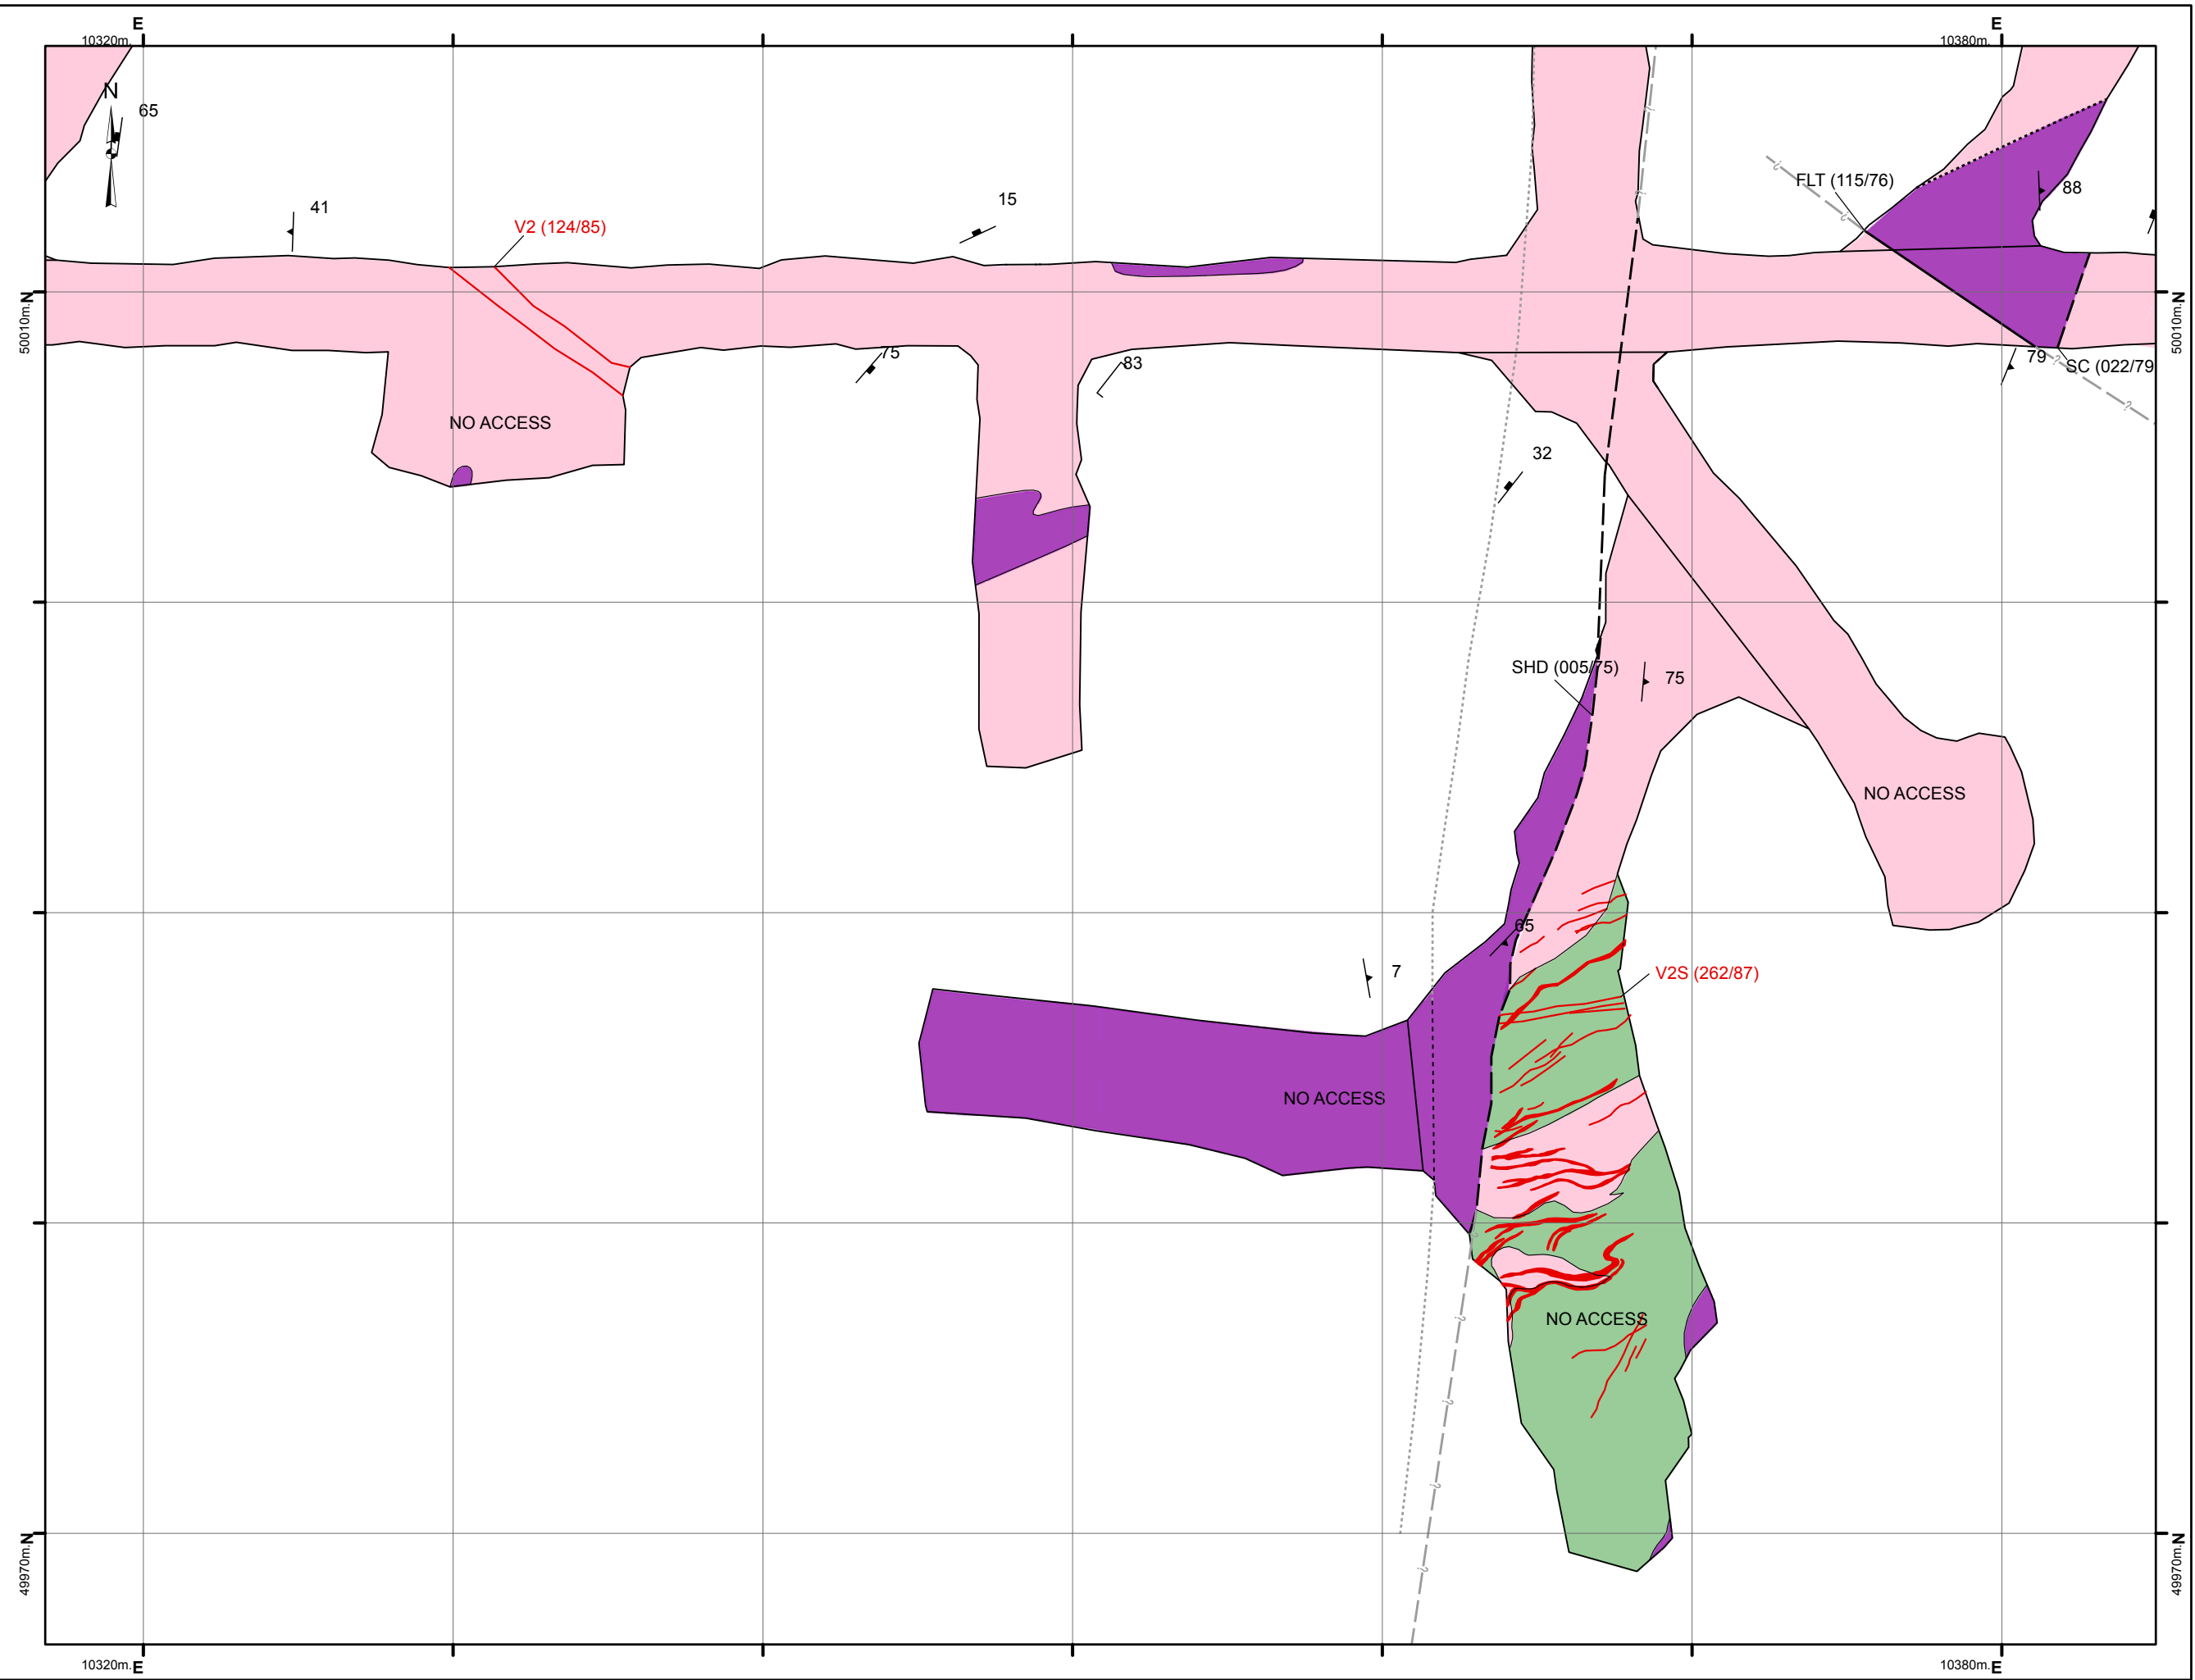 E
E
10320m.
10380m.
N
65
FLT (115/76)
88
41
15
V2 (124/85)
N
50010m.
N
50010m.
75
83
79
SC (022/79
NO ACCESS
32
SHD (005/75)
75
NO ACCESS
65
7
V2S (262/87)
NO ACCESS
NO ACCESS
N
49970m.
N
49970m.
10320m. E
10380m. E